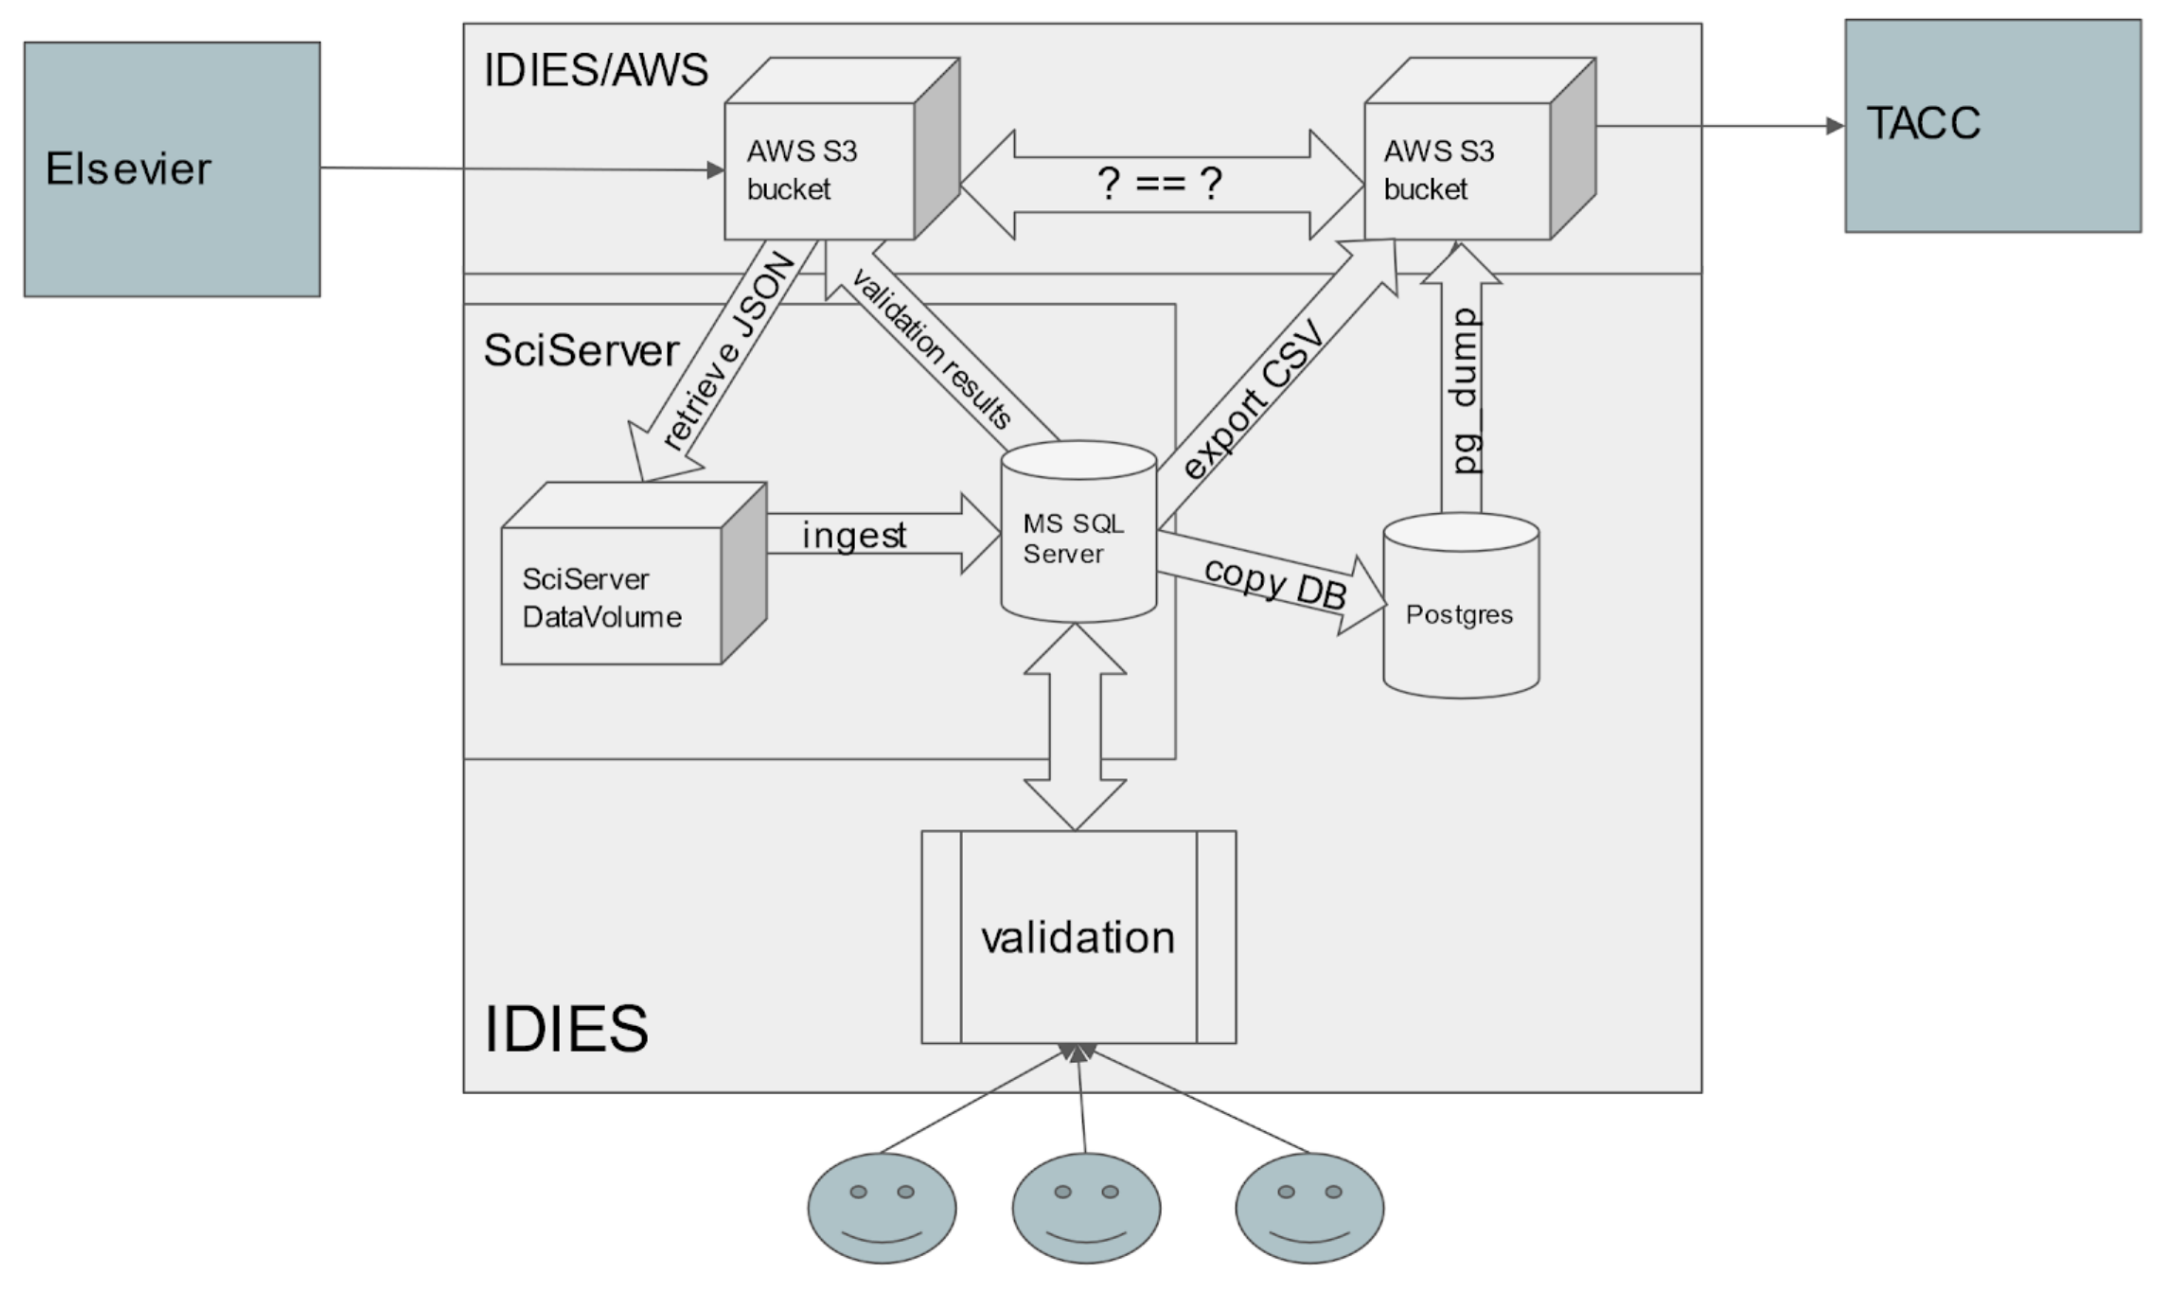 IDIES/AWS
Elsevier
AWS S3
bucket
? == ?
AWS S3
bucket
TACC
retrieve JSON
validation results
export CSV
pg_dump
SciServer
ingest
MS SQL
Server
copy DB
SciServer
DataVolume
Postgres
validation
IDIES